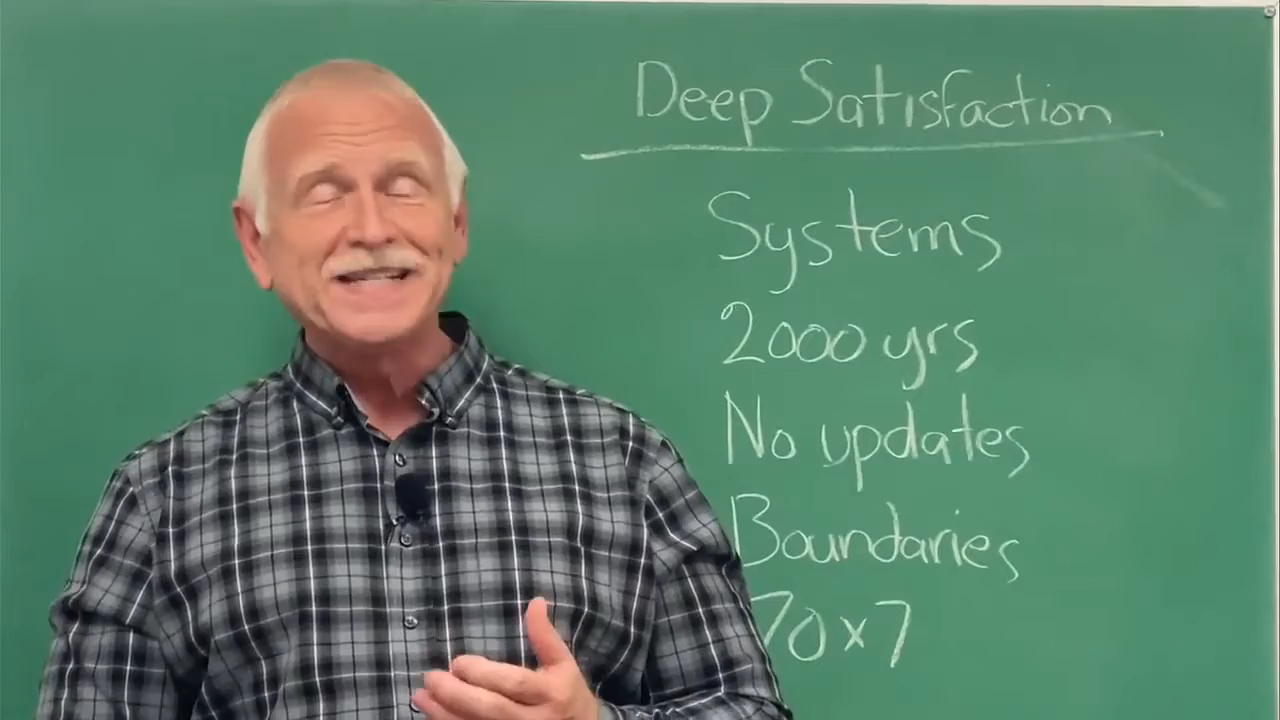 Deep Satisfaction
Systems
2000 yrs
No updates
Boundaries
70x7